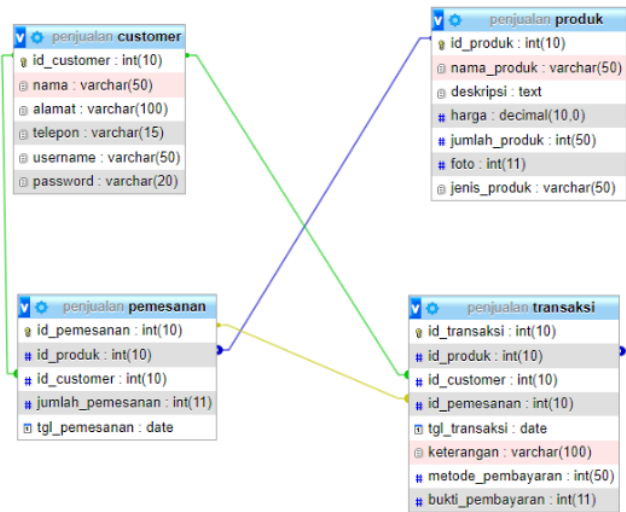 penjualan customer
id_customer : int(10)
nama : varchar(50)
alamat : varchar(100)
telepon : varchar(15)
username : varchar(50)
password : varchar(20)
penjualan produk
id_produk : int(10)
nama_produk : varchar(50)
deskripsi : text
harga : decimal(10,0)
jumlah_produk : int(50)
foto : int(11)
jenis_produk : varchar(50)
penjualan pemesanan
id_pemesanan : int(10)
id_produk : int(10)
id_customer : int(10)
jumlah_pemesanan : int(11)
tgl_pemesanan : date
penjualan transaksi
id_transaksi : int(10)
id_produk : int(10)
id_customer : int(10)
id_pemesanan : int(10)
tgl_transaksi : date
keterangan : varchar(100)
metode_pembayaran : int(50)
bukti_pembayaran : int(11)